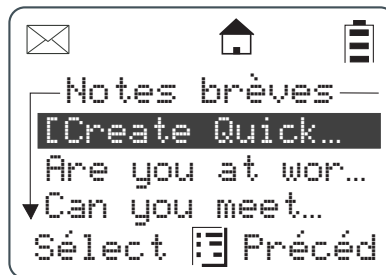 Notes brèves
[Create Quick...
Are you at wor...
Can you meet...
Sélect Précéd